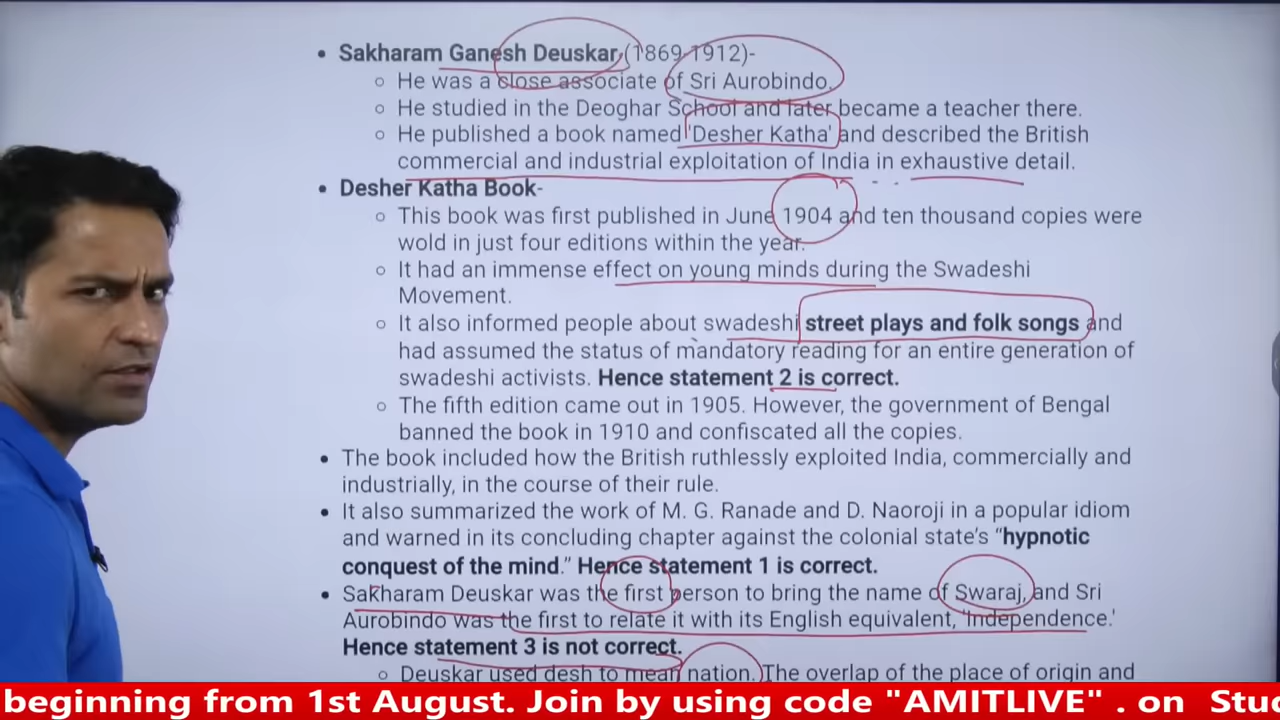 Sakharam Ganesh Deuskar (1869-1912)-
He was a close associate of Sri Aurobindo.
He studied in the Deoghar School and later became a teacher there.
He published a book named 'Desher Katha' and described the British
commercial and industrial exploitation of India in exhaustive detail.
Desher Katha Book-
This book was first published in June 1904 and ten thousand copies were
wold in just four editions within the year.
It had an immense effect on young minds during the Swadeshi
Movement.
It also informed people about swadeshi street plays and folk songs and
had assumed the status of mandatory reading for an entire generation of
swadeshi activists. Hence statement 2 is correct.
The fifth edition came out in 1905. However, the government of Bengal
banned the book in 1910 and confiscated all the copies.
The book included how the British ruthlessly exploited India, commercially and
industrially, in the course of their rule.
It also summarized the work of M. G. Ranade and D. Naoroji in a popular idiom
and warned in its concluding chapter against the colonial state's "hypnotic
conquest of the mind." Hence statement 1 is correct.
Sakharam Deuskar was the first person to bring the name of Swaraj, and Sri
Aurobindo was the first to relate it with its English equivalent, 'Independence.'
Hence statement 3 is not correct.
Deuskar used desh to mean nation. The overlap of the place of origin and
beginning from 1st August. Join by using code "AMITLIVE" . on Stud